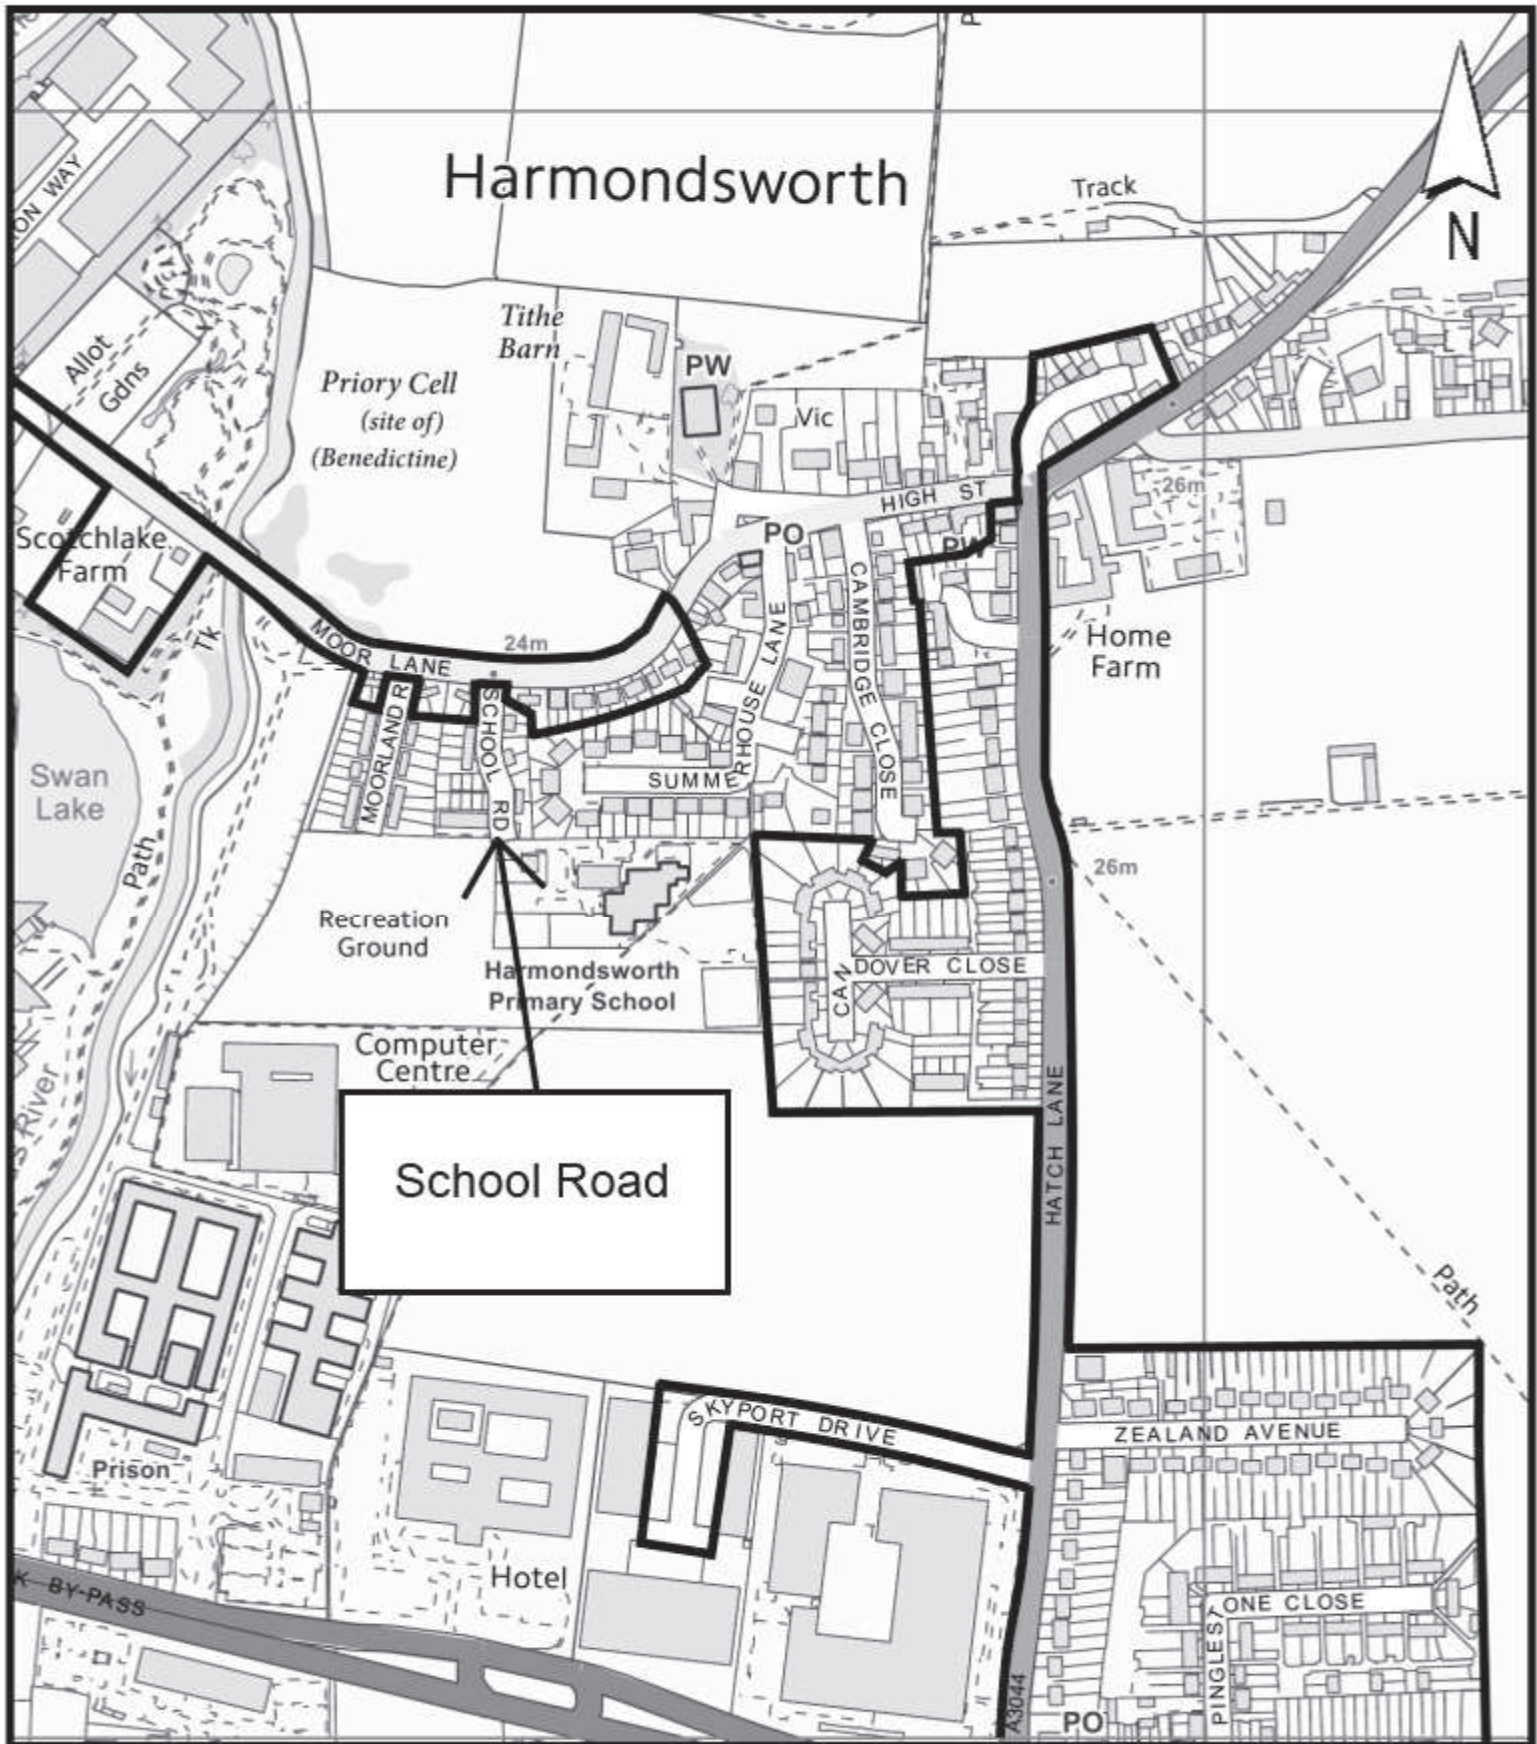 Harmondsworth
Track
N
ON WAY
Allot
Gdns
Tithe
Barn
PW
Priory Cell
(site of)
(Benedictine)
Vic
HIGH ST
26m
PO
PW
Scotchlake
Farm
Tk
MOOR LANE
24m
CAMBRIDGE CLOSE
Home
Farm
MOORLAND R
SCHOOL RD
SUMMERHOUSE LANE
Swan
Lake
Path
26m
Recreation
Ground
Harmondsworth
Primary School
DOVER CLOSE
CAN
Computer
Centre
River
HATCH LANE
School Road
Path
SKYPORT DRIVE
ZEALAND AVENUE
Prison
Hotel
K BY-PASS
PINGLESTONE CLOSE
A3044
PO